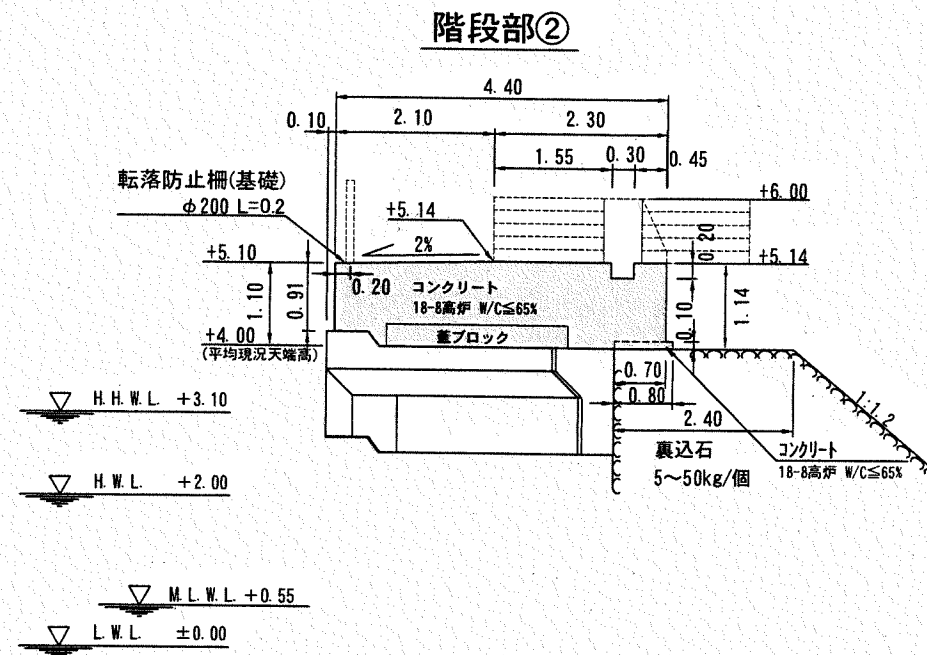 階段部②
4.40
0.10
2.10
2.30
1.55
0.30
0.45
転落防止柵(基礎)
φ200 L=0.2
+6.00
+5.14
2%
0.20
+5.10
+5.14
0.20
コンクリート
18-8高炉 W/C≦65%
1.10
0.91
0.10
1.14
+4.00
(平均現況天端高)
蓋ブロック
0.70
0.80
1:1.2
2.40
H.H.W.L. +3.10
裏込石
5～50kg/個
コンクリート
18-8高炉 W/C≦65%
H.W.L. +2.00
M.L.W.L. +0.55
L.W.L. ±0.00